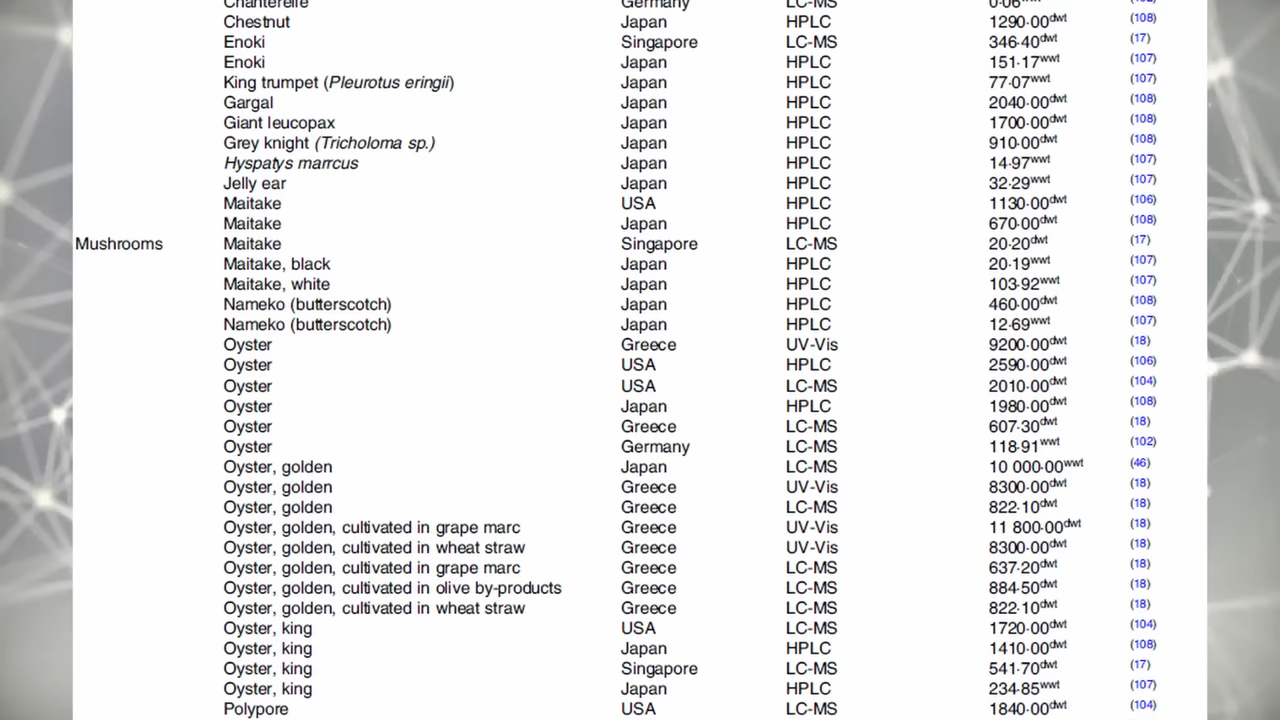 Chanterelle Germany LC-MS 0·06wwt (102)
Chestnut Japan HPLC 1290·00dwt (108)
Enoki Singapore LC-MS 346·40dwt (17)
Enoki Japan HPLC 151·17wwt (107)
King trumpet (Pleurotus eringii) Japan HPLC 77·07wwt (107)
Gargal Japan HPLC 2040·00dwt (108)
Giant leucopax Japan HPLC 1700·00dwt (108)
Grey knight (Tricholoma sp.) Japan HPLC 910·00dwt (108)
Hyspatys marrcus Japan HPLC 14·97wwt (107)
Jelly ear Japan HPLC 32·29wwt (107)
Maitake USA HPLC 1130·00dwt (106)
Maitake Japan HPLC 670·00dwt (108)
Mushrooms Maitake Singapore LC-MS 20·20dwt (17)
Maitake, black Japan HPLC 20·19wwt (107)
Maitake, white Japan HPLC 103·92wwt (107)
Nameko (butterscotch) Japan HPLC 460·00dwt (108)
Nameko (butterscotch) Japan HPLC 12·69wwt (107)
Oyster Greece UV-Vis 9200·00dwt (18)
Oyster USA HPLC 2590·00dwt (106)
Oyster USA LC-MS 2010·00dwt (104)
Oyster Japan HPLC 1980·00dwt (108)
Oyster Greece LC-MS 607·30dwt (18)
Oyster Germany LC-MS 118·91wwt (102)
Oyster, golden Japan LC-MS 10 000·00wwt (46)
Oyster, golden Greece UV-Vis 8300·00dwt (18)
Oyster, golden Greece LC-MS 822·10dwt (18)
Oyster, golden, cultivated in grape marc Greece UV-Vis 11 800·00dwt (18)
Oyster, golden, cultivated in wheat straw Greece UV-Vis 8300·00dwt (18)
Oyster, golden, cultivated in grape marc Greece LC-MS 637·20dwt (18)
Oyster, golden, cultivated in olive by-products Greece LC-MS 884·50dwt (18)
Oyster, golden, cultivated in wheat straw Greece LC-MS 822·10dwt (18)
Oyster, king USA LC-MS 1720·00dwt (104)
Oyster, king Japan HPLC 1410·00dwt (108)
Oyster, king Singapore LC-MS 541·70dwt (17)
Oyster, king Japan HPLC 234·85wwt (107)
Polypore USA LC-MS 1840·00dwt (104)